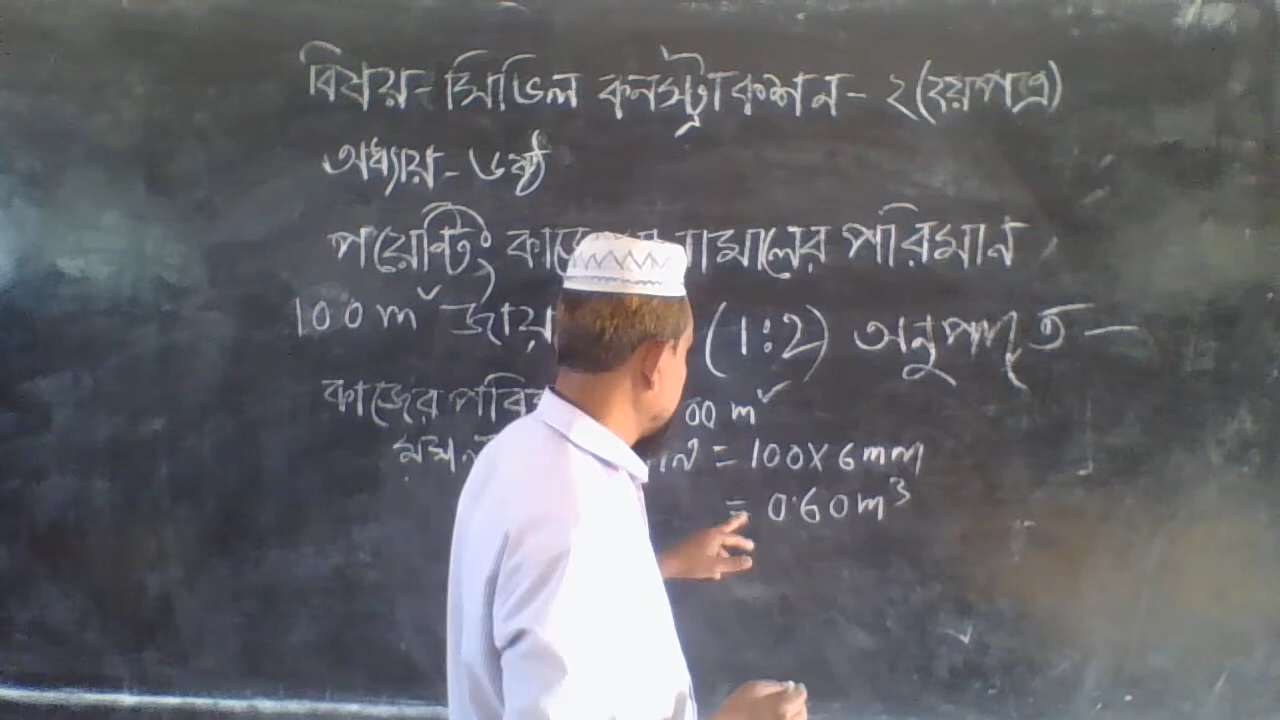 বিষয়- সিভিল কনস্ট্রাকশন- ২ (২য়পত্র)
অধ্যায়- ৬ষ্ঠ
পয়েন্টিং মালের পরিমান
100 m² জায় (1:2) অনুপাতে —
কাজের পরি 00 m²
= 100 X 6 mm
= 0.60 m³